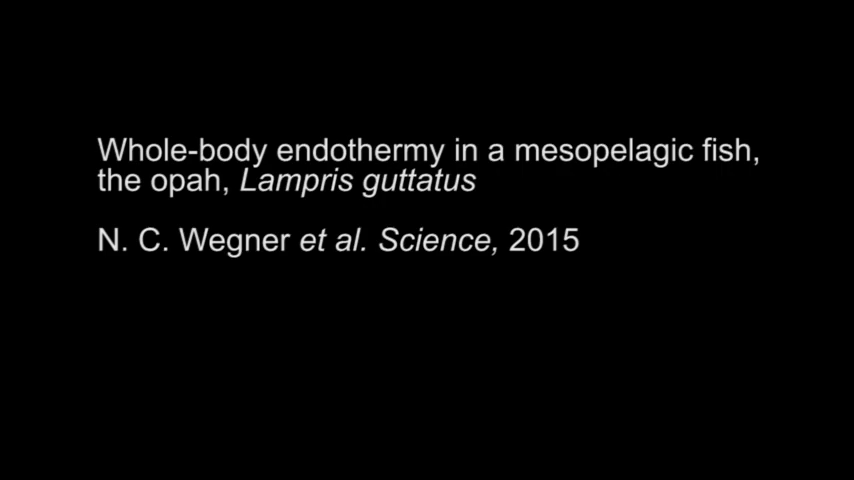 Whole-body endothermy in a mesopelagic fish,
the opah, Lampris guttatus
N. C. Wegner et al. Science, 2015